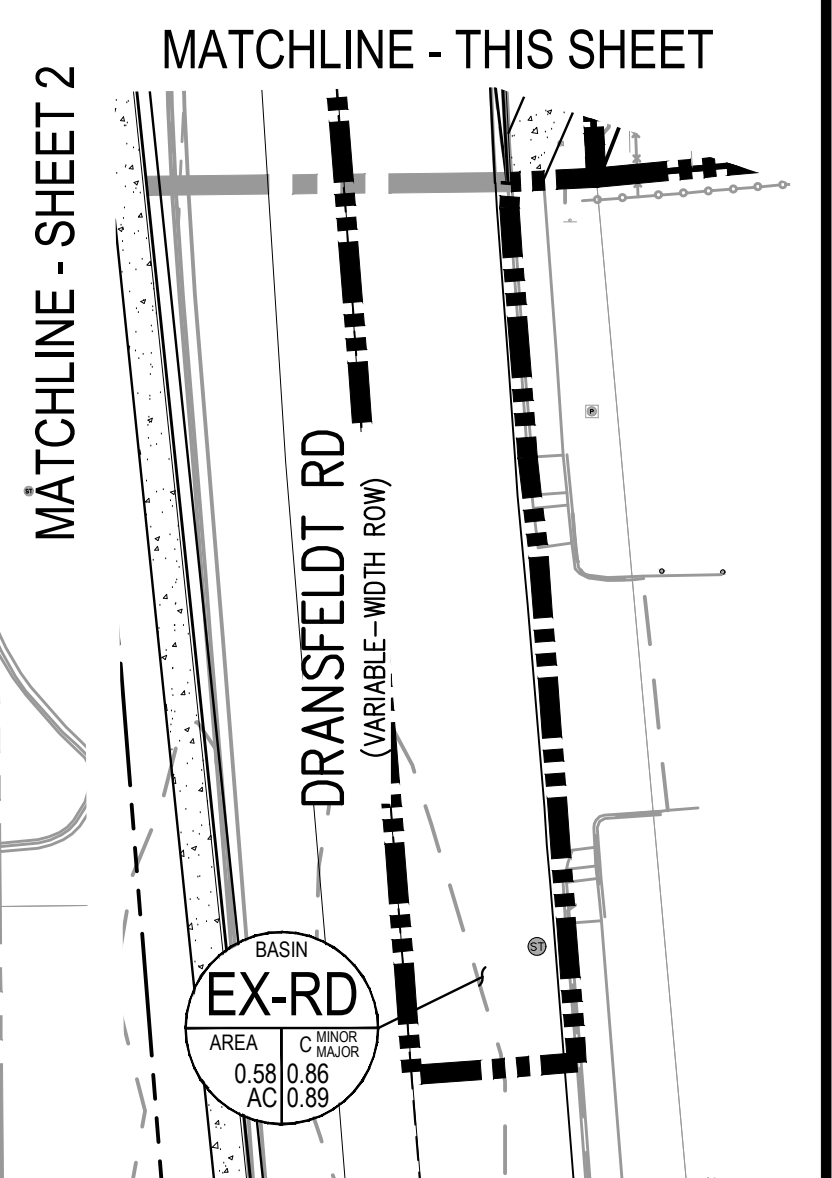 MATCHLINE - THIS SHEET
MATCHLINE - SHEET 2
ST
P
DRANSFELDT RD
(VARIABLE-WIDTH ROW)
ST
BASIN
EX-RD
AREA
0.58
AC
C MINOR
MAJOR
0.86
0.89